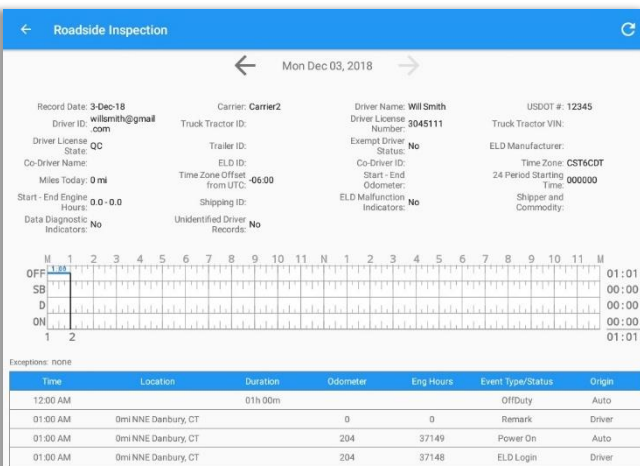 Roadside Inspection
Mon Dec 03, 2018
Record Date: 3-Dec-18 Carrier: Carrier2 Driver Name: Will Smith USDOT #: 12345
Driver ID: willsmith@gmail.com Truck Tractor ID: Driver License Number: 3045111 Truck Tractor VIN:
Driver License State: QC Trailer ID: Exempt Driver Status: No ELD Manufacturer:
Co-Driver Name: ELD ID: Co-Driver ID: Time Zone: CST6CDT
Miles Today: 0 mi Time Zone Offset from UTC: -06:00 Start - End Odometer: 24 Period Starting Time: 000000
Start - End Engine Hours: 0.0 - 0.0 Shipping ID: ELD Malfunction Indicators: No Shipper and Commodity:
Data Diagnostic Indicators: No Unidentified Driver Records: No
M 1 2 3 4 5 6 7 8 9 10 11 N 1 2 3 4 5 6 7 8 9 10 11 M
OFF 1:00 01:01
SB 00:00
D 00:00
ON 00:00
1 2 01:01
Exceptions: none
Time Location Duration Odometer Eng Hours Event Type/Status Origin
12:00 AM 01h 00m OffDuty Auto
01:00 AM 0mi NNE Danbury, CT 0 0 Remark Driver
01:00 AM 0mi NNE Danbury, CT 204 37149 Power On Auto
01:00 AM 0mi NNE Danbury, CT 204 37148 ELD Login Driver